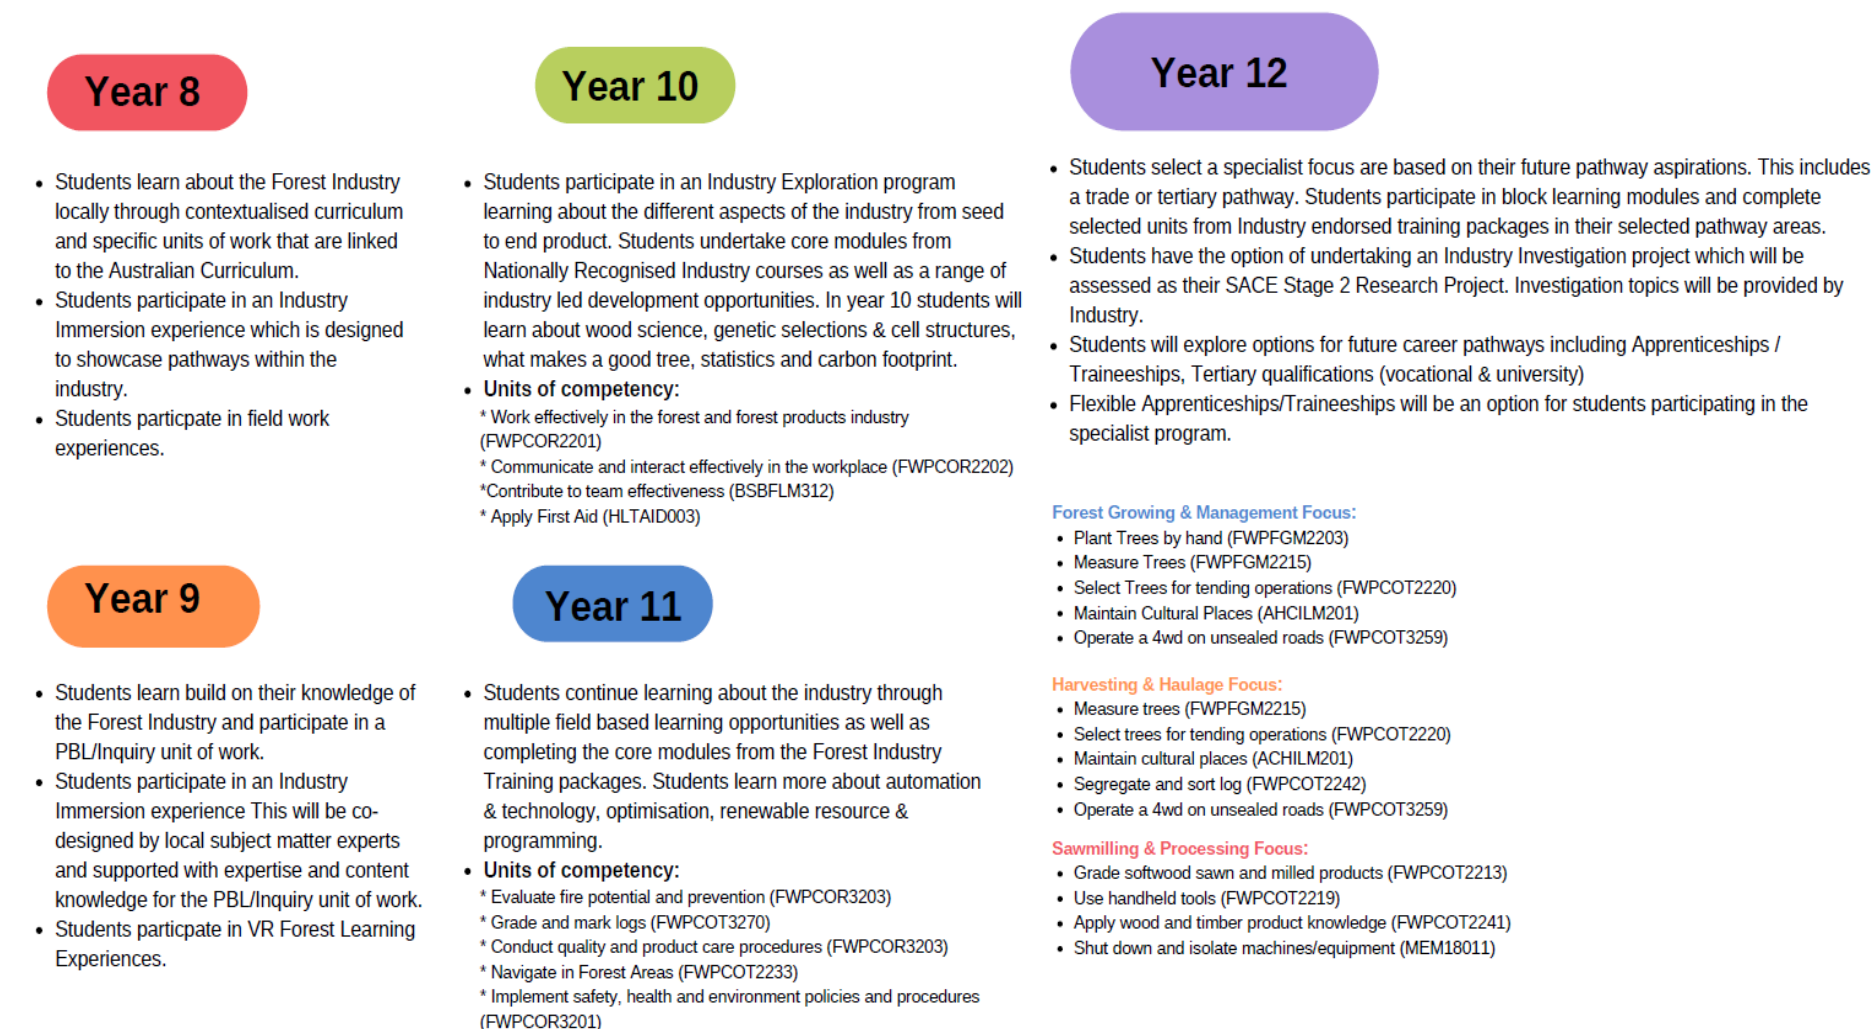 Year 8
• Students learn about the Forest Industry
locally through contextualised curriculum
and specific units of work that are linked
to the Australian Curriculum.
• Students participate in an Industry
Immersion experience which is designed
to showcase pathways within the
industry.
• Students particpate in field work
experiences.
Year 9
• Students learn build on their knowledge of
the Forest Industry and participate in a
PBL/Inquiry unit of work.
• Students participate in an Industry
Immersion experience This will be co-
designed by local subject matter experts
and supported with expertise and content
knowledge for the PBL/Inquiry unit of work.
• Students particpate in VR Forest Learning
Experiences.
Year 10
• Students participate in an Industry Exploration program
learning about the different aspects of the industry from seed
to end product. Students undertake core modules from
Nationally Recognised Industry courses as well as a range of
industry led development opportunities. In year 10 students will
learn about wood science, genetic selections & cell structures,
what makes a good tree, statistics and carbon footprint.
• Units of competency:
* Work effectively in the forest and forest products industry
(FWPCOR2201)
* Communicate and interact effectively in the workplace (FWPCOR2202)
*Contribute to team effectiveness (BSBFLM312)
* Apply First Aid (HLTAID003)
Year 11
• Students continue learning about the industry through
multiple field based learning opportunities as well as
completing the core modules from the Forest Industry
Training packages. Students learn more about automation
& technology, optimisation, renewable resource &
programming.
• Units of competency:
* Evaluate fire potential and prevention (FWPCOR3203)
* Grade and mark logs (FWPCOT3270)
* Conduct quality and product care procedures (FWPCOR3203)
* Navigate in Forest Areas (FWPCOT2233)
* Implement safety, health and environment policies and procedures
(FWPCOR3201)
Year 12
• Students select a specialist focus are based on their future pathway aspirations. This includes
a trade or tertiary pathway. Students participate in block learning modules and complete
selected units from Industry endorsed training packages in their selected pathway areas.
• Students have the option of undertaking an Industry Investigation project which will be
assessed as their SACE Stage 2 Research Project. Investigation topics will be provided by
Industry.
• Students will explore options for future career pathways including Apprenticeships /
Traineeships, Tertiary qualifications (vocational & university)
• Flexible Apprenticeships/Traineeships will be an option for students participating in the
specialist program.
Forest Growing & Management Focus:
• Plant Trees by hand (FWPFGM2203)
• Measure Trees (FWPFGM2215)
• Select Trees for tending operations (FWPCOT2220)
• Maintain Cultural Places (AHCILM201)
• Operate a 4wd on unsealed roads (FWPCOT3259)
Harvesting & Haulage Focus:
• Measure trees (FWPFGM2215)
• Select trees for tending operations (FWPCOT2220)
• Maintain cultural places (ACHILM201)
• Segregate and sort log (FWPCOT2242)
• Operate a 4wd on unsealed roads (FWPCOT3259)
Sawmilling & Processing Focus:
• Grade softwood sawn and milled products (FWPCOT2213)
• Use handheld tools (FWPCOT2219)
• Apply wood and timber product knowledge (FWPCOT2241)
• Shut down and isolate machines/equipment (MEM18011)